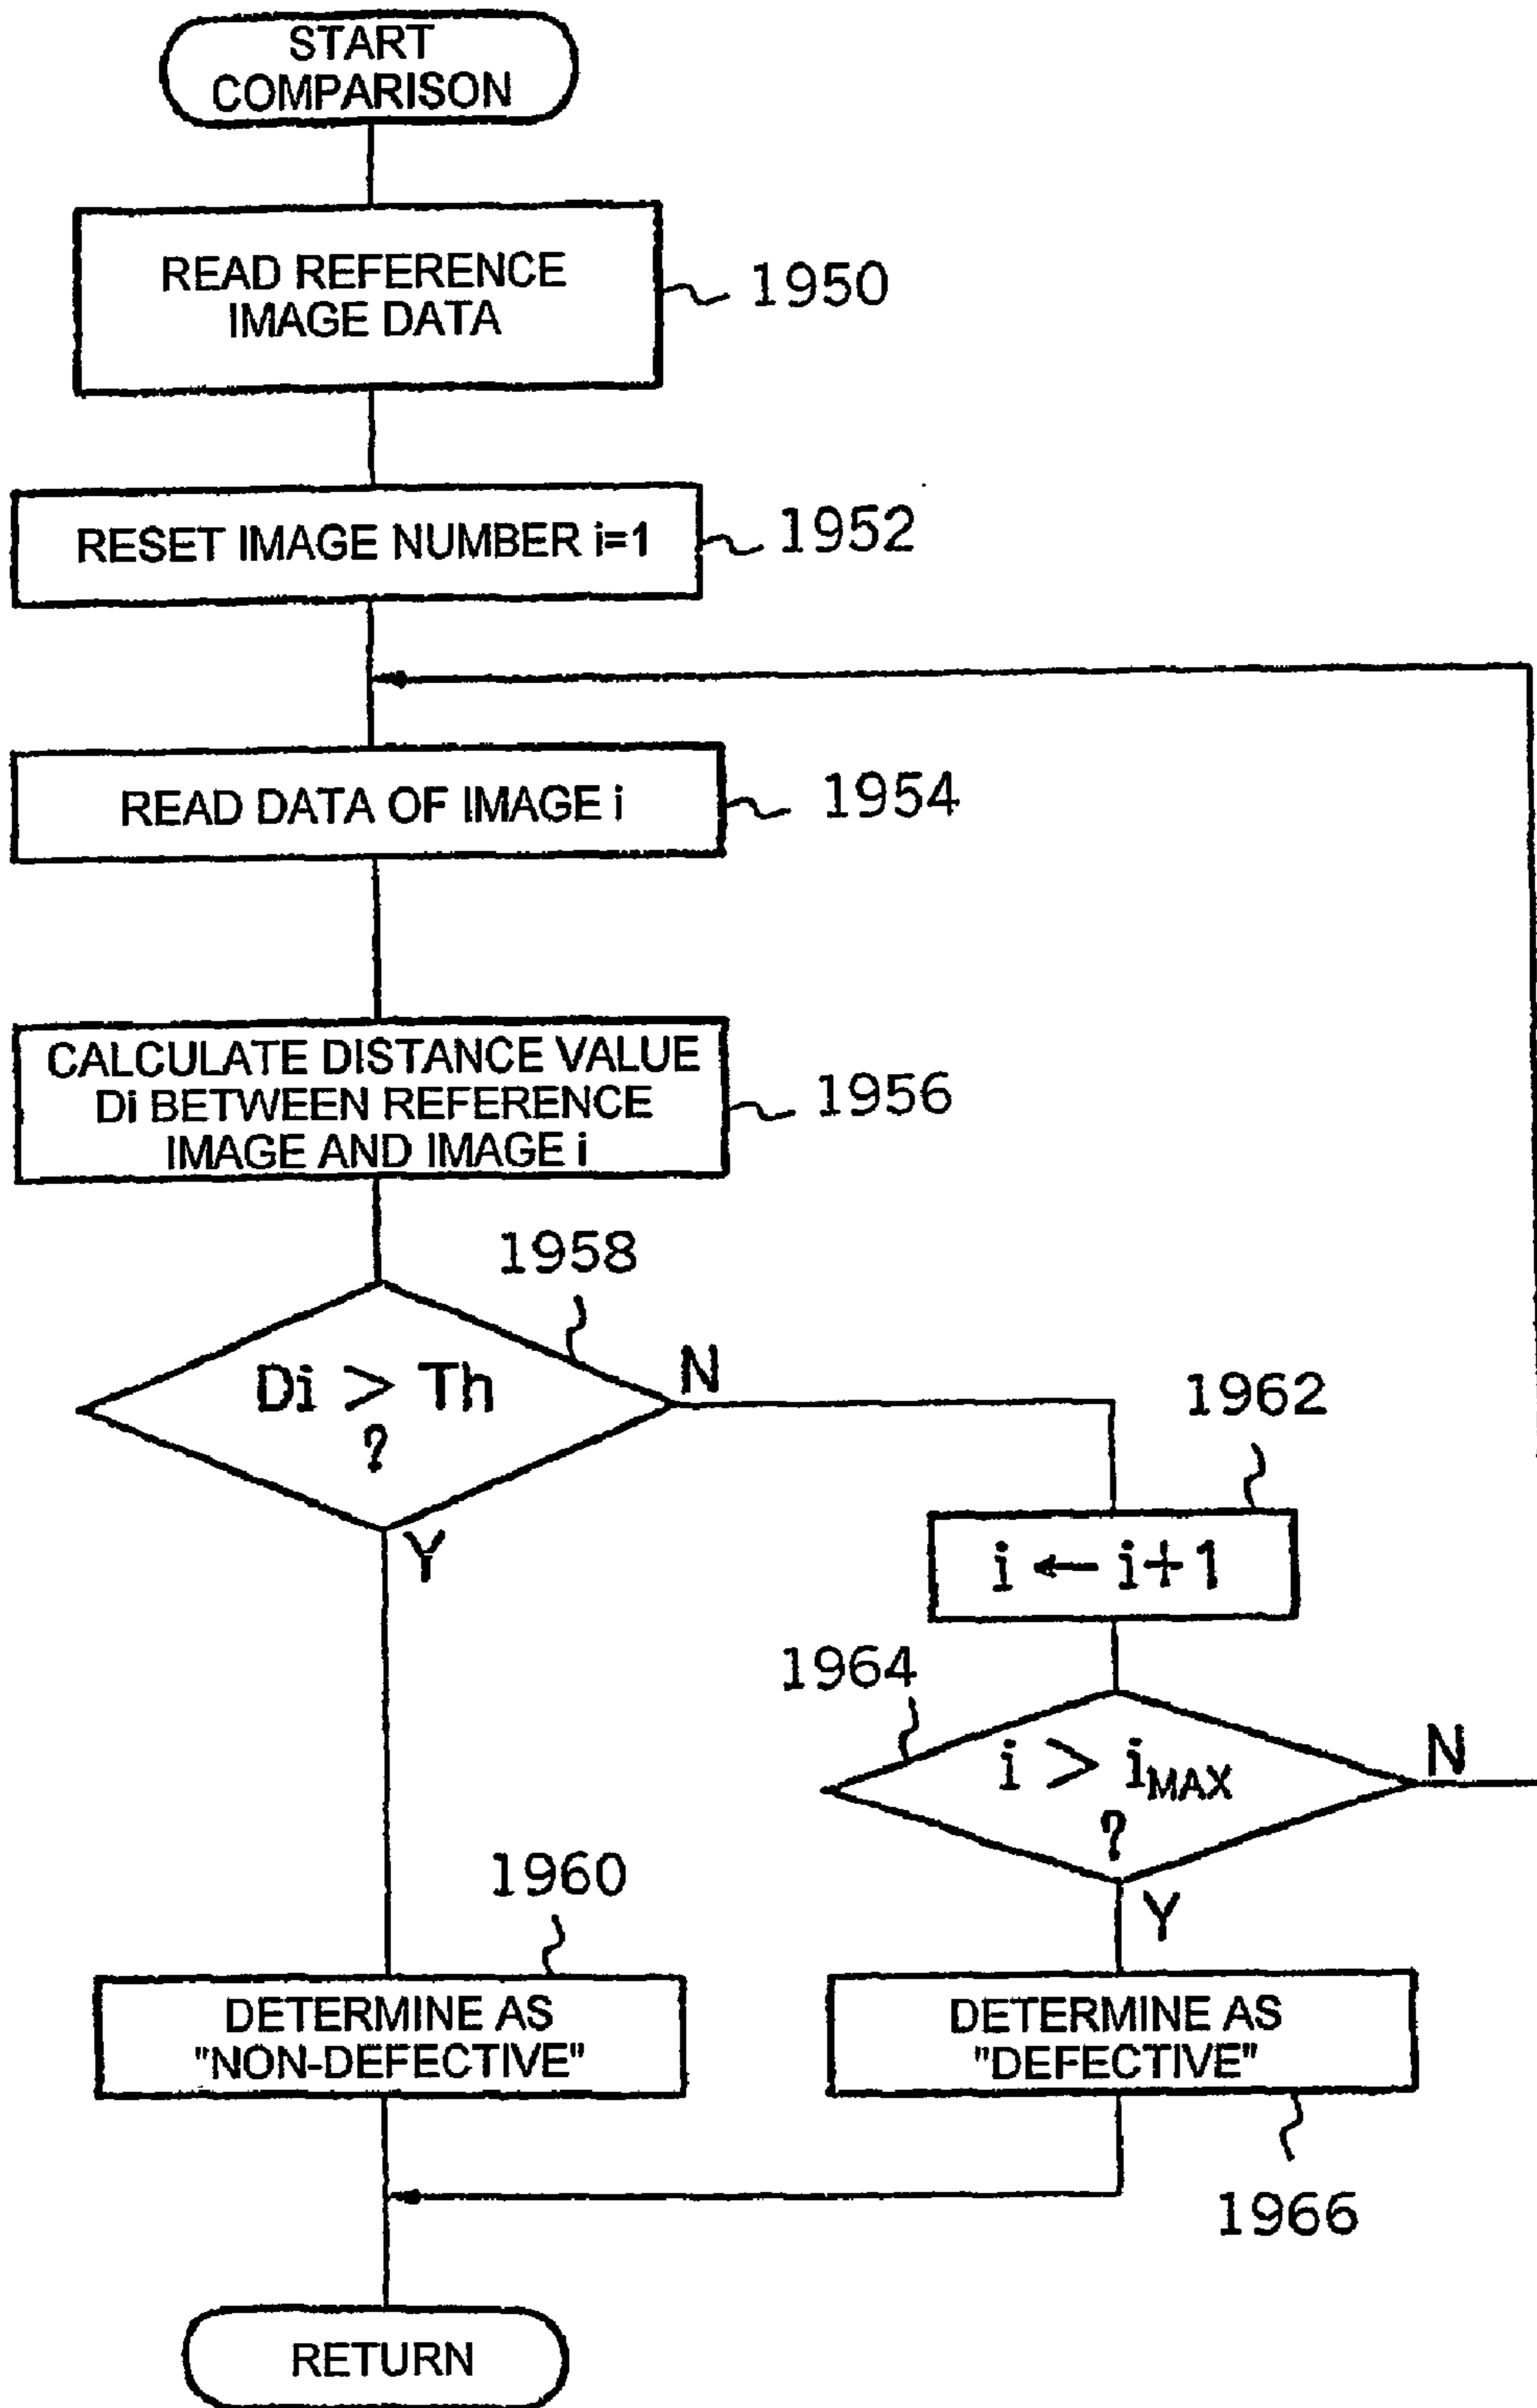 START
COMPARISON
READ REFERENCE
IMAGE DATA
1950
RESET IMAGE NUMBER i=1
1952
READ DATA OF IMAGE i
1954
CALCULATE DISTANCE VALUE
Di BETWEEN REFERENCE
IMAGE AND IMAGE i
1956
1958
Di > Th
?
N
Y
1962
i ← i+1
1964
i > iMAX
?
N
Y
1960
DETERMINE AS
"NON-DEFECTIVE"
DETERMINE AS
"DEFECTIVE"
1966
RETURN